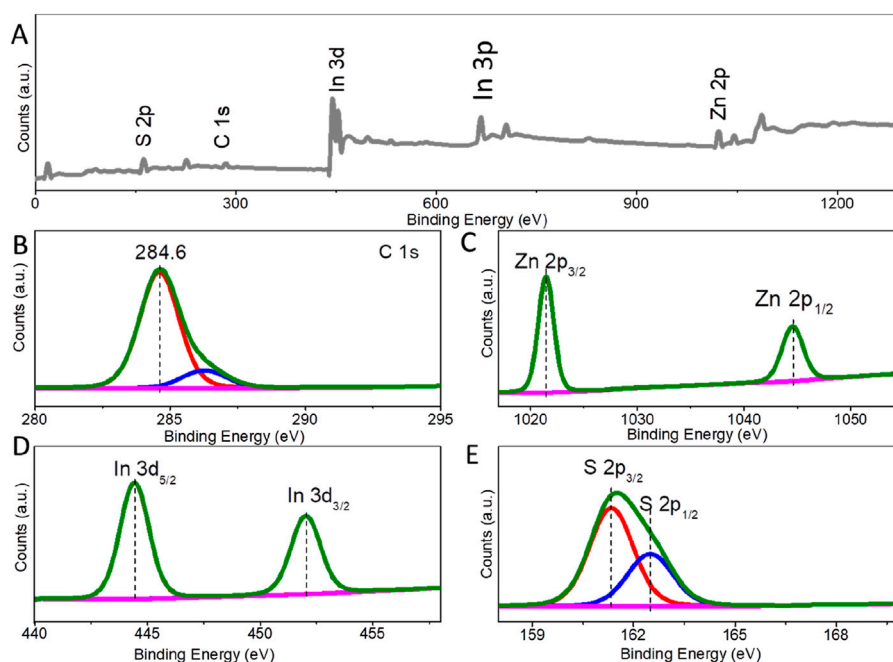 A
Counts (a.u.)
S 2p
C 1s
In 3d
In 3p
Zn 2p
0 300 600 900 1200
Binding Energy (eV)
B
Counts (a.u.)
284.6
C 1s
280 285 290 295
Binding Energy (eV)
C
Counts (a.u.)
Zn 2p3/2
Zn 2p1/2
1020 1030 1040 1050
Binding Energy (eV)
D
Counts (a.u.)
In 3d5/2
In 3d3/2
440 445 450 455
Binding Energy (eV)
E
Counts (a.u.)
S 2p3/2
S 2p1/2
159 162 165 168
Binding Energy (eV)